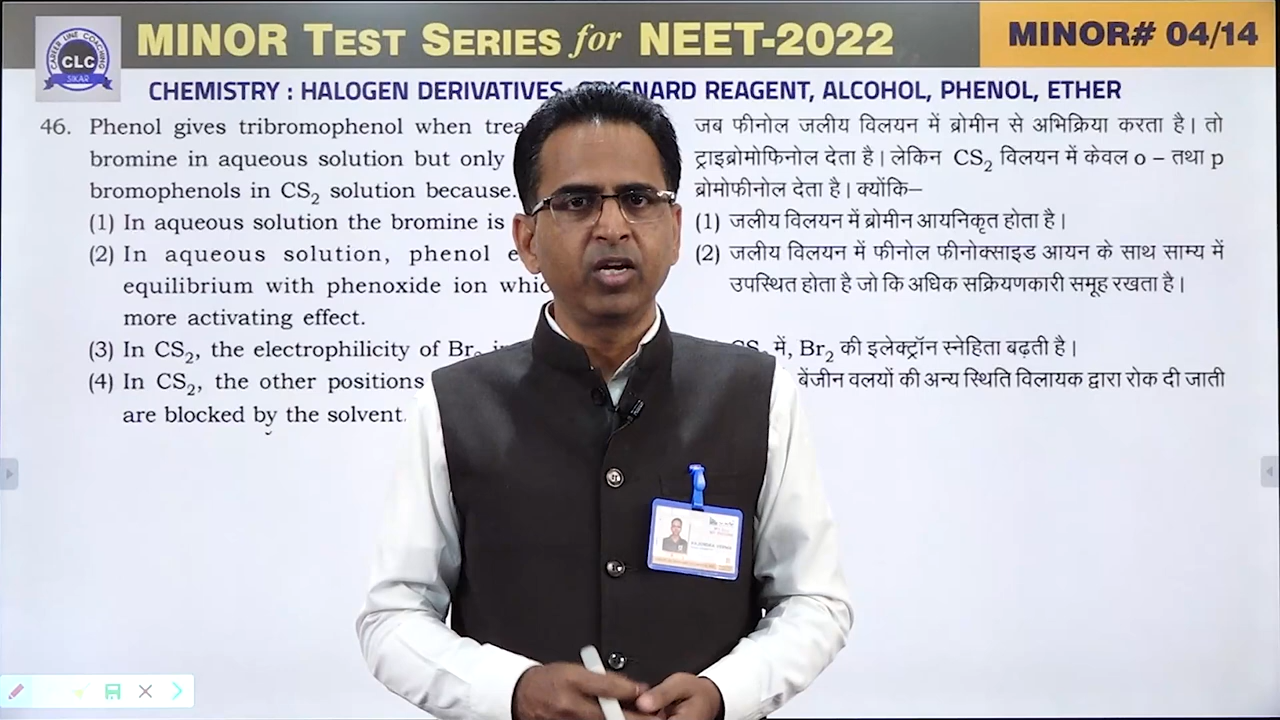 CAREER LINE COACHING
CLC
SIKAR
MINOR TEST SERIES for NEET-2022
MINOR# 04/14
CHEMISTRY : HALOGEN DERIVATIVES, REAGENT, ALCOHOL, PHENOL, ETHER
46. Phenol gives tribromophenol when
bromine in aqueous solution but only
bromophenols in CS2 solution because.
(1) In aqueous solution the bromine is
(2) In aqueous solution, phenol
equilibrium with phenoxide ion
more activating effect.
(3) In CS2, the electrophilicity of Br2
(4) In CS2, the other positions
are blocked by the solvent.
जब फीनोल जलीय विलयन में ब्रोमीन से अभिक्रिया करता है। तो
ट्राइब्रोमोफिनोल देता है। लेकिन CS2 विलयन में केवल o – तथा p
ब्रोमोफीनोल देता है। क्योंकि–
(1) जलीय विलयन में ब्रोमीन आयनिकृत होता है।
(2) जलीय विलयन में फीनोल फीनोक्साइड आयन के साथ साम्य में
उपस्थित होता है जो कि अधिक सक्रियणकारी समूह रखता है।
में, Br2 की इलेक्ट्रॉन स्नेहिता बढ़ती है।
बेंजीन वलयों की अन्य स्थिति विलायक द्वारा रोक दी जाती